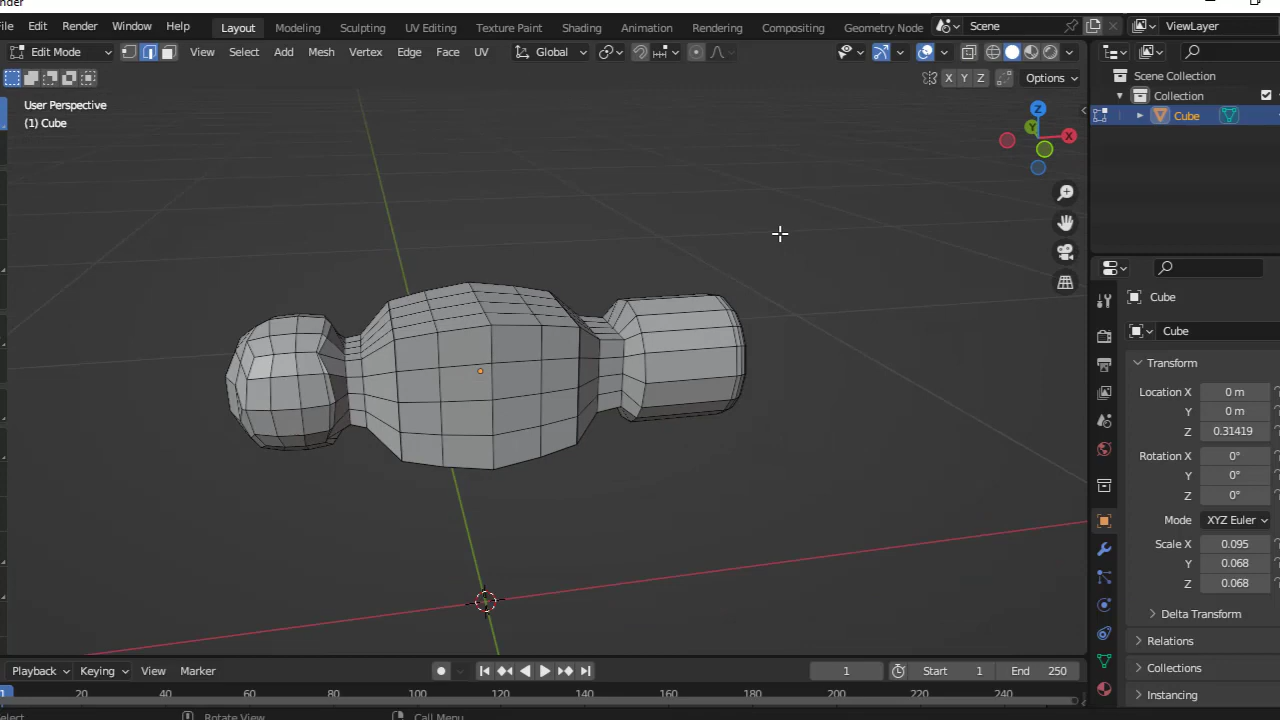 nder
File Edit Render Window Help Layout Modeling Sculpting UV Editing Texture Paint Shading Animation Rendering Compositing Geometry Node Scene ViewLayer
Edit Mode View Select Add Mesh Vertex Edge Face UV Global
X Y Z Options
User Perspective
(1) Cube
Z
Y
X
Scene Collection
Collection
Cube
Cube
Cube
Transform
Location X 0 m
Y 0 m
Z 0.31419
Rotation X 0°
Y 0°
Z 0°
Mode XYZ Euler
Scale X 0.095
Y 0.068
Z 0.068
Delta Transform
Relations
Collections
Instancing
Playback Keying View Marker 1 Start 1 End 250
1 20 40 60 80 100 120 140 160 180 200 220 240
elect Rotate View Call Menu